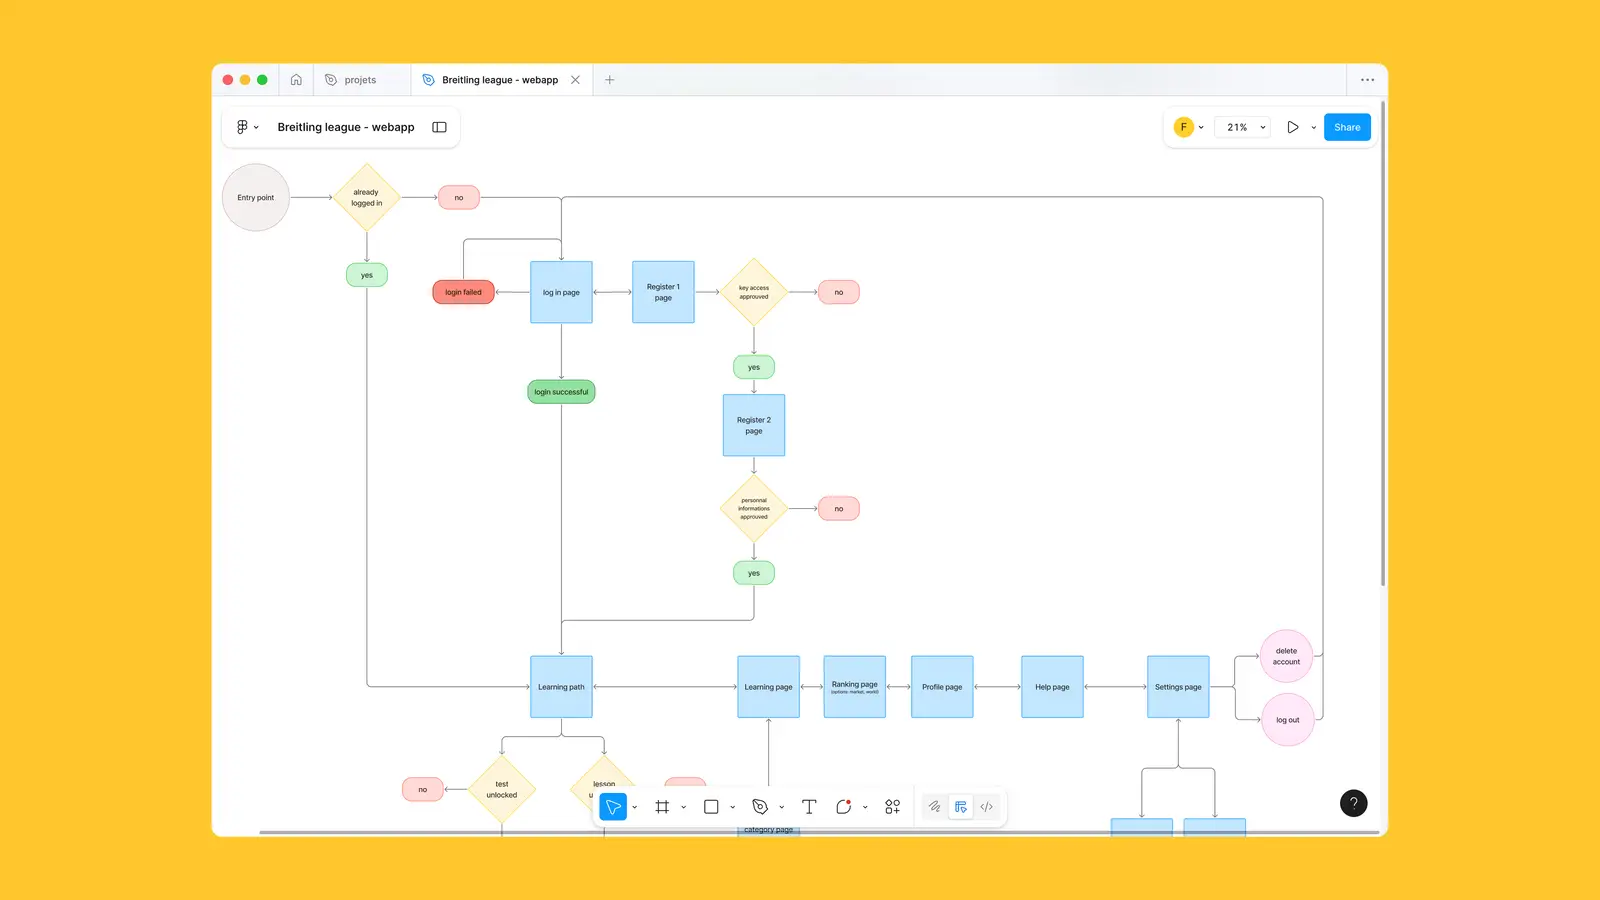 projets
Breitling league - webapp
Breitling league - webapp
F
21%
Share
Entry point
already
logged in
no
yes
login failed
log in page
Register 1
page
key access
approuved
no
login successful
yes
Register 2
page
personnal
informations
approuved
no
yes
Learning path
Learning page
Ranking page
(options: market, world)
Profile page
Help page
Settings page
delete
account
log out
no
test
unlocked
lesson
category page
?